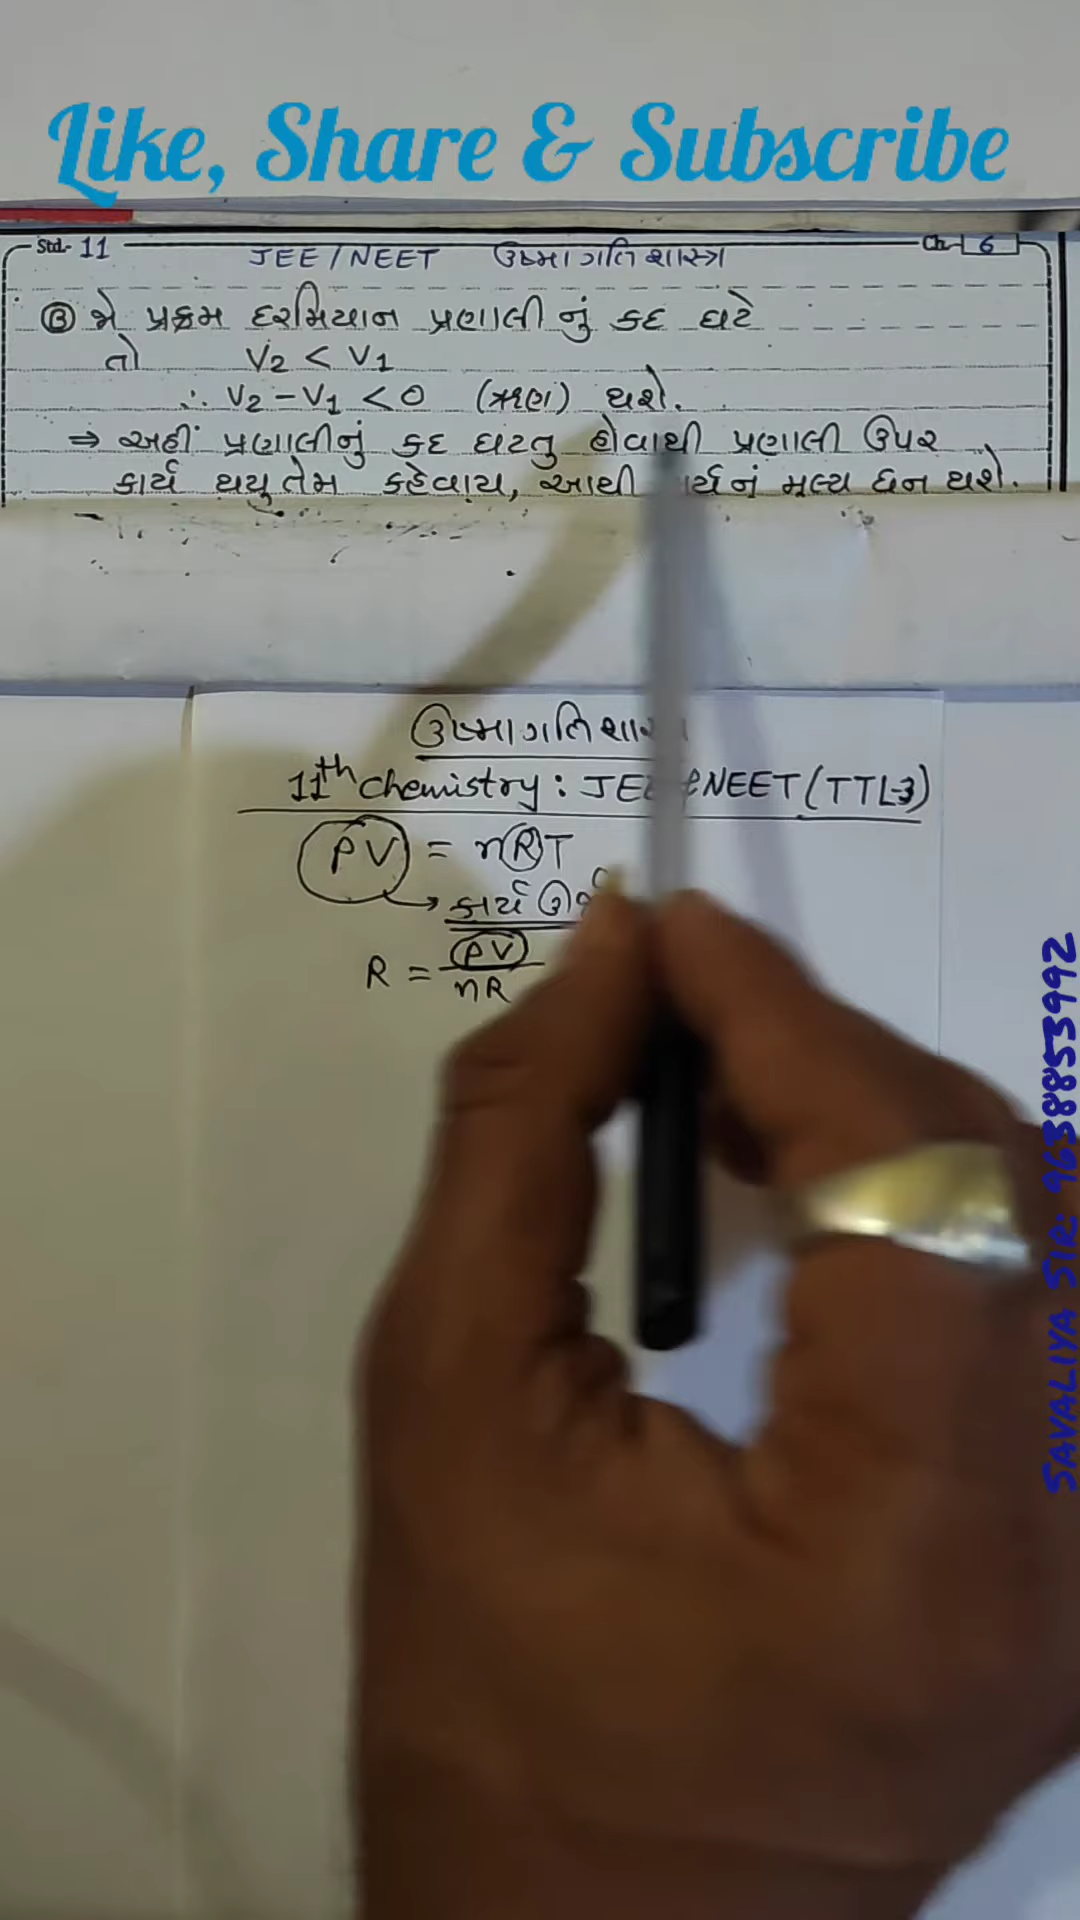 Like, Share & Subscribe
Std.- 11 JEE/NEET ઉષ્માગતિશાસ્ત્ર Ch. 6
(B) જો પ્રક્રમ દરમિયાન પ્રણાલીનું કદ ઘટે
તો V2 < V1
∴ V2 - V1 < 0 (ઋણ) થશે.
⇒ અહીં પ્રણાલીનું કદ ઘટતુ હોવાથી પ્રણાલી ઉપર
કાર્ય થયુ તેમ કહેવાય, આથી મૂલ્ય ધન થશે.
11th chemistry: NEET (TTL-3)
PV = nRT
→ કાર્ય
R = PV / nR
SAVALIYA SIR: 9638853992